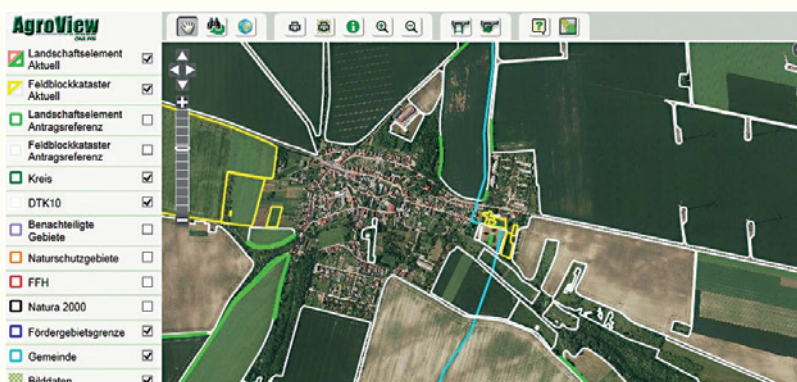 AgroView
Landschaftselement
Aktuell
Feldblockkataster
Aktuell
Landschaftselement
Antragsreferenz
Feldblockkataster
Antragsreferenz
Kreis
DTK10
Benachteiligte
Gebiete
Naturschutzgebiete
FFH
Natura 2000
Fördergebietsgrenze
Gemeinde
Bilddaten